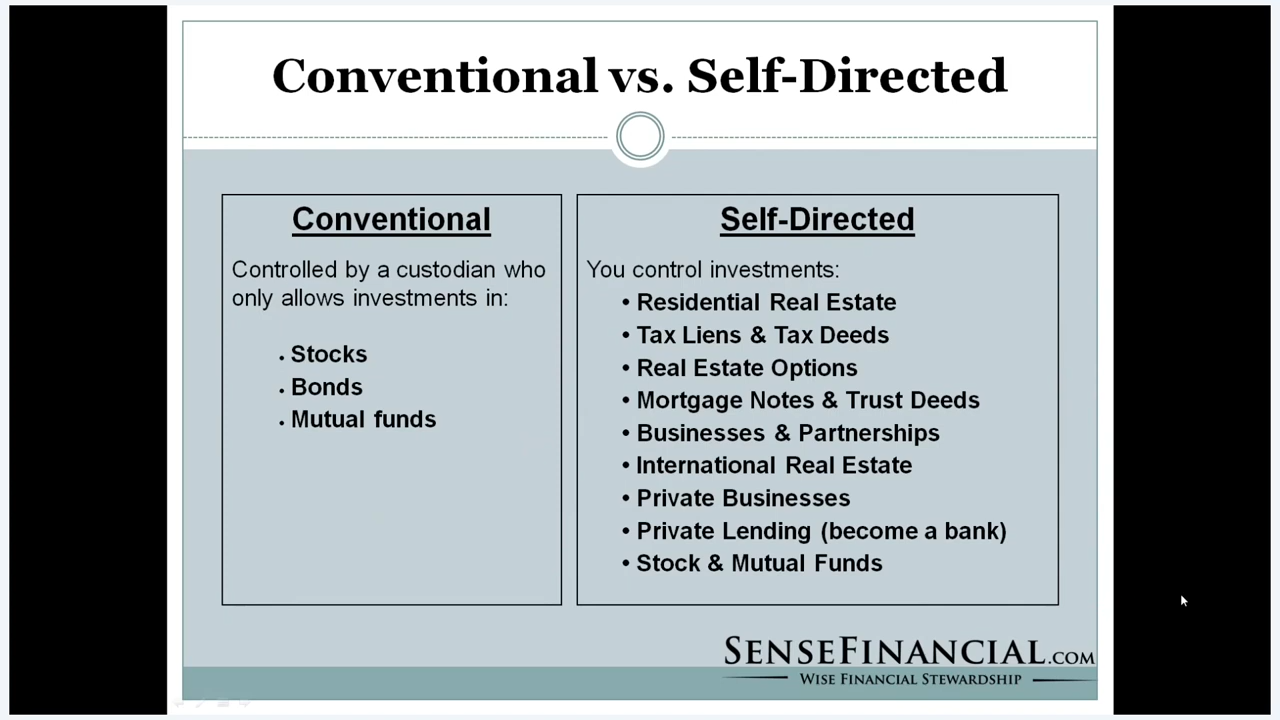 Conventional vs. Self-Directed
Conventional
Controlled by a custodian who
only allows investments in:
• Stocks
• Bonds
• Mutual funds
Self-Directed
You control investments:
• Residential Real Estate
• Tax Liens & Tax Deeds
• Real Estate Options
• Mortgage Notes & Trust Deeds
• Businesses & Partnerships
• International Real Estate
• Private Businesses
• Private Lending (become a bank)
• Stock & Mutual Funds
SENSEFINANCIAL.COM
WISE FINANCIAL STEWARDSHIP